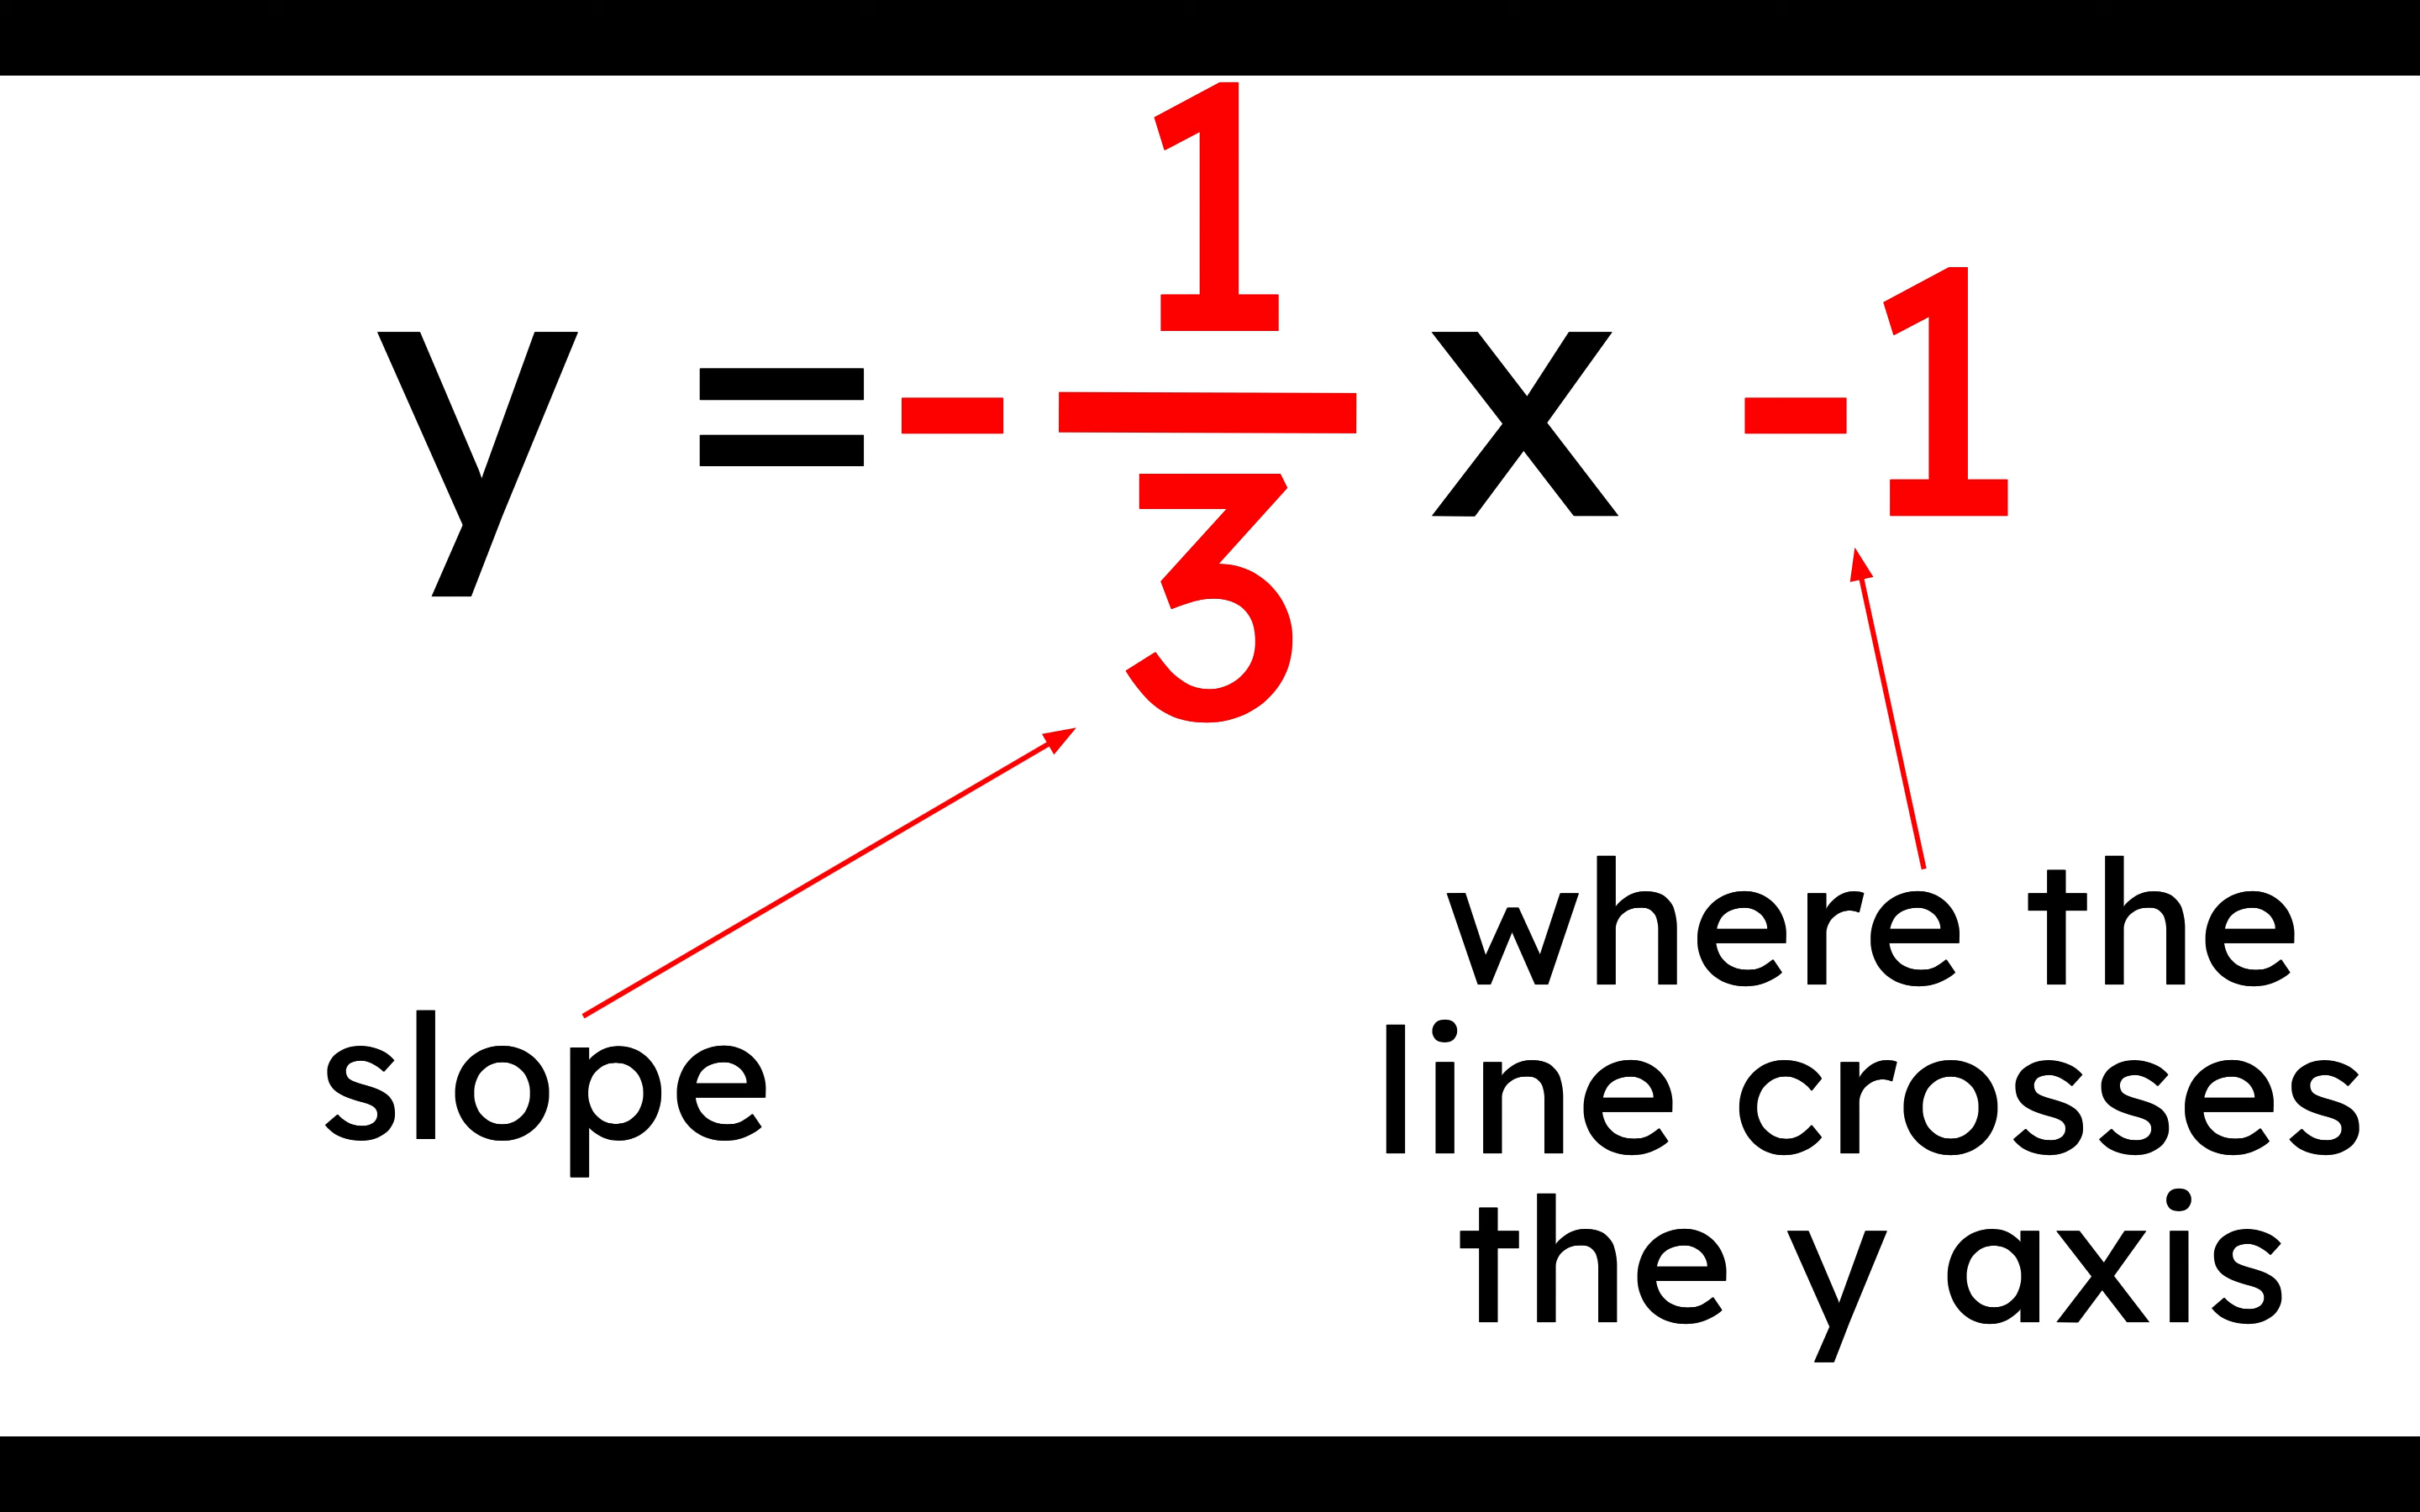 y = - 1/3 x -1
slope
where the
line crosses
the y axis